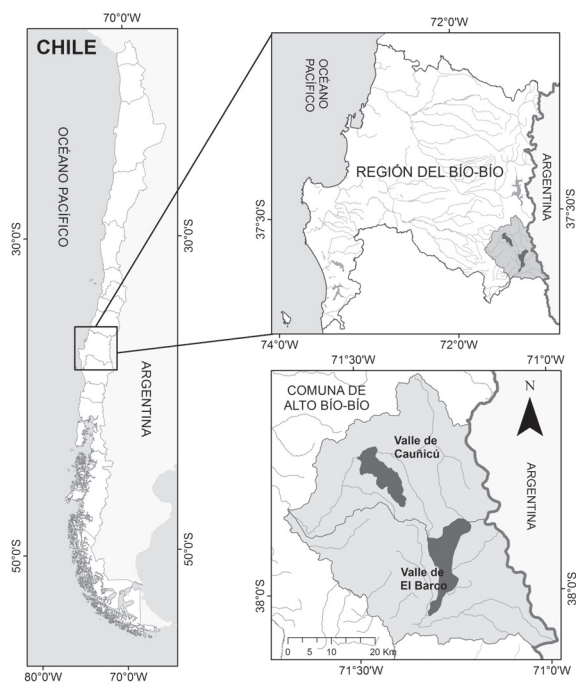 70°0'W
CHILE
OCÉANO PACÍFICO
ARGENTINA
30°0'S
30°0'S
50°0'S
50°0'S
80°0'W
70°0'W
72°0'W
OCÉANO
PACÍFICO
REGIÓN DEL BÍO-BÍO
ARGENTINA
37°30'S
37°30'S
74°0'W
72°0'W
71°30'W
71°0'W
COMUNA DE
ALTO BÍO-BÍO
N
Valle de
Cauñicú
ARGENTINA
Valle de
El Barco
38°0'S
38°0'S
0 5 10 20 Km
71°30'W
71°0'W